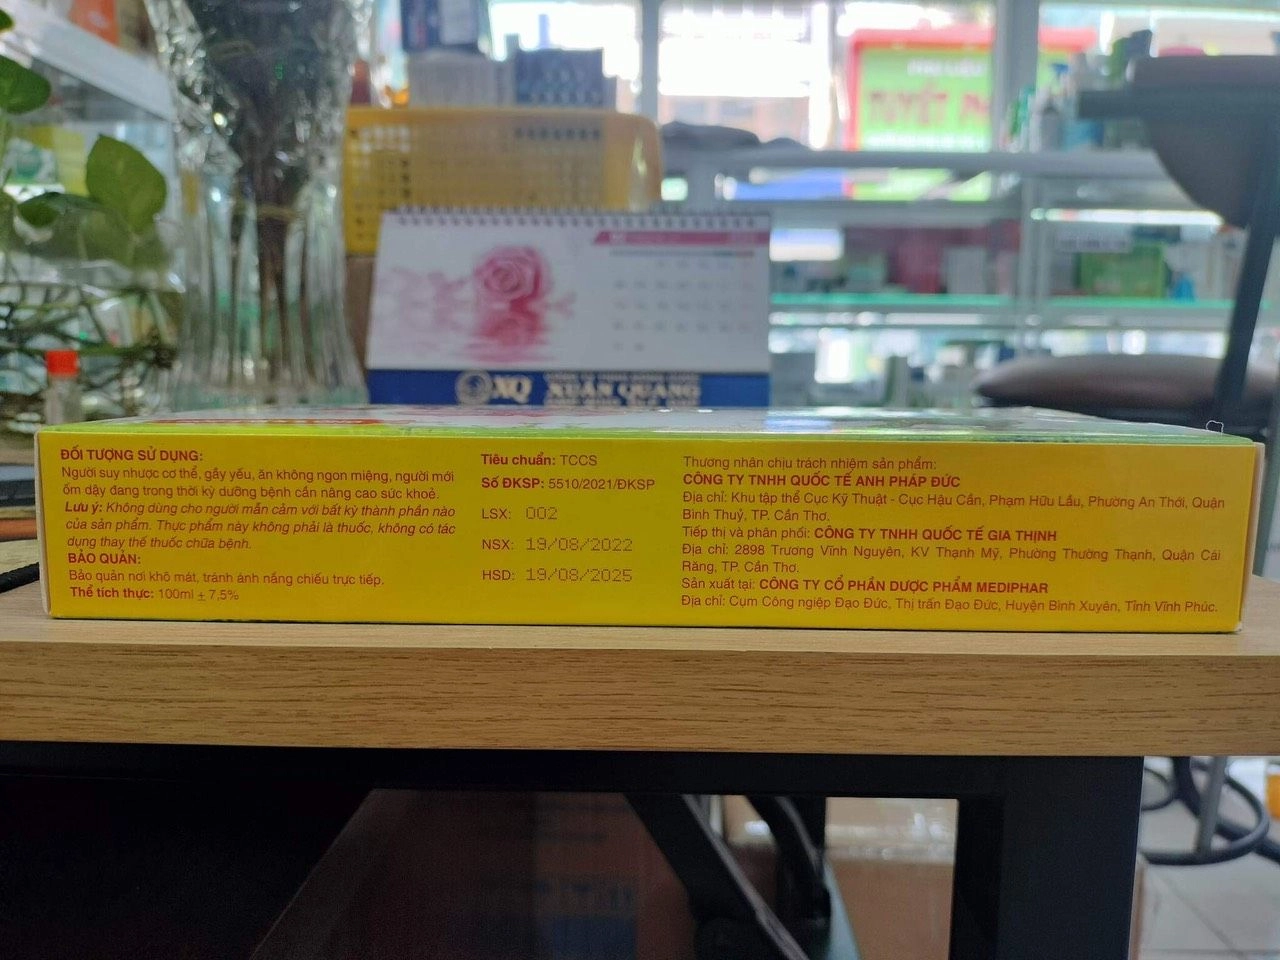 TUYẾT
XQ XUÂN QUANG
ĐỐI TƯỢNG SỬ DỤNG:
Người suy nhược cơ thể, gầy yếu, ăn không ngon miệng, người mới
ốm dậy đang trong thời kỳ dưỡng bệnh cần nâng cao sức khoẻ.
Lưu ý: Không dùng cho người mẫn cảm với bất kỳ thành phần nào
của sản phẩm. Thực phẩm này không phải là thuốc, không có tác
dụng thay thế thuốc chữa bệnh.
BẢO QUẢN:
Bảo quản nơi khô mát, tránh ánh nắng chiếu trực tiếp.
Thể tích thực: 100ml ± 7,5%
Tiêu chuẩn: TCCS
Số ĐKSP: 5510/2021/ĐKSP
LSX: 002
NSX: 19/08/2022
HSD: 19/08/2025
Thương nhân chịu trách nhiệm sản phẩm:
CÔNG TY TNHH QUỐC TẾ ANH PHÁP ĐỨC
Địa chỉ: Khu tập thể Cục Kỹ Thuật - Cục Hậu Cần, Phạm Hữu Lầu, Phường An Thới, Quận
Bình Thuỷ, TP. Cần Thơ.
Tiếp thị và phân phối: CÔNG TY TNHH QUỐC TẾ GIA THỊNH
Địa chỉ: 2898 Trương Vĩnh Nguyên, KV Thạnh Mỹ, Phường Thường Thạnh, Quận Cái
Răng, TP. Cần Thơ.
Sản xuất tại: CÔNG TY CỔ PHẦN DƯỢC PHẨM MEDIPHAR
Địa chỉ: Cụm Công ngiệp Đạo Đức, Thị trấn Đạo Đức, Huyện Bình Xuyên, Tỉnh Vĩnh Phúc.